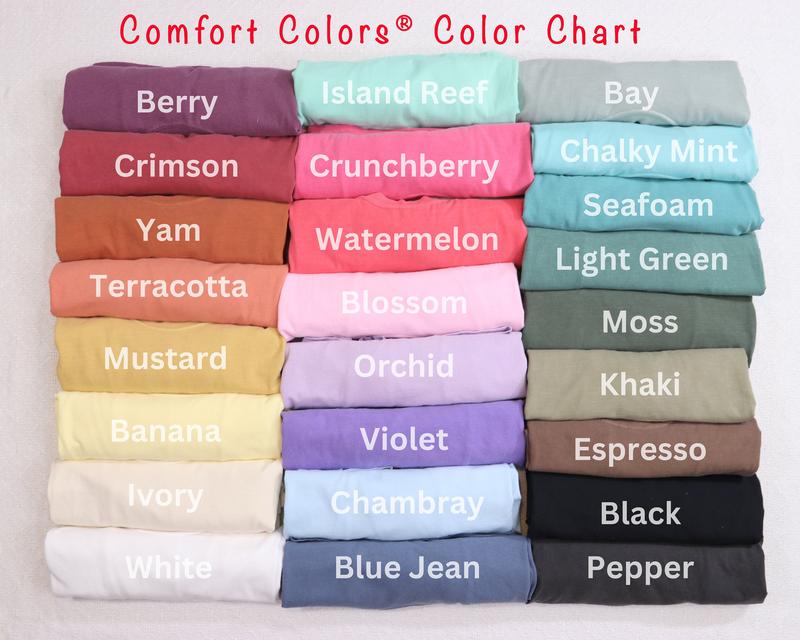 Comfort Colors® Color Chart
Berry
Crimson
Yam
Terracotta
Mustard
Banana
Ivory
White
Island Reef
Crunchberry
Watermelon
Blossom
Orchid
Violet
Chambray
Blue Jean
Bay
Chalky Mint
Seafoam
Light Green
Moss
Khaki
Espresso
Black
Pepper